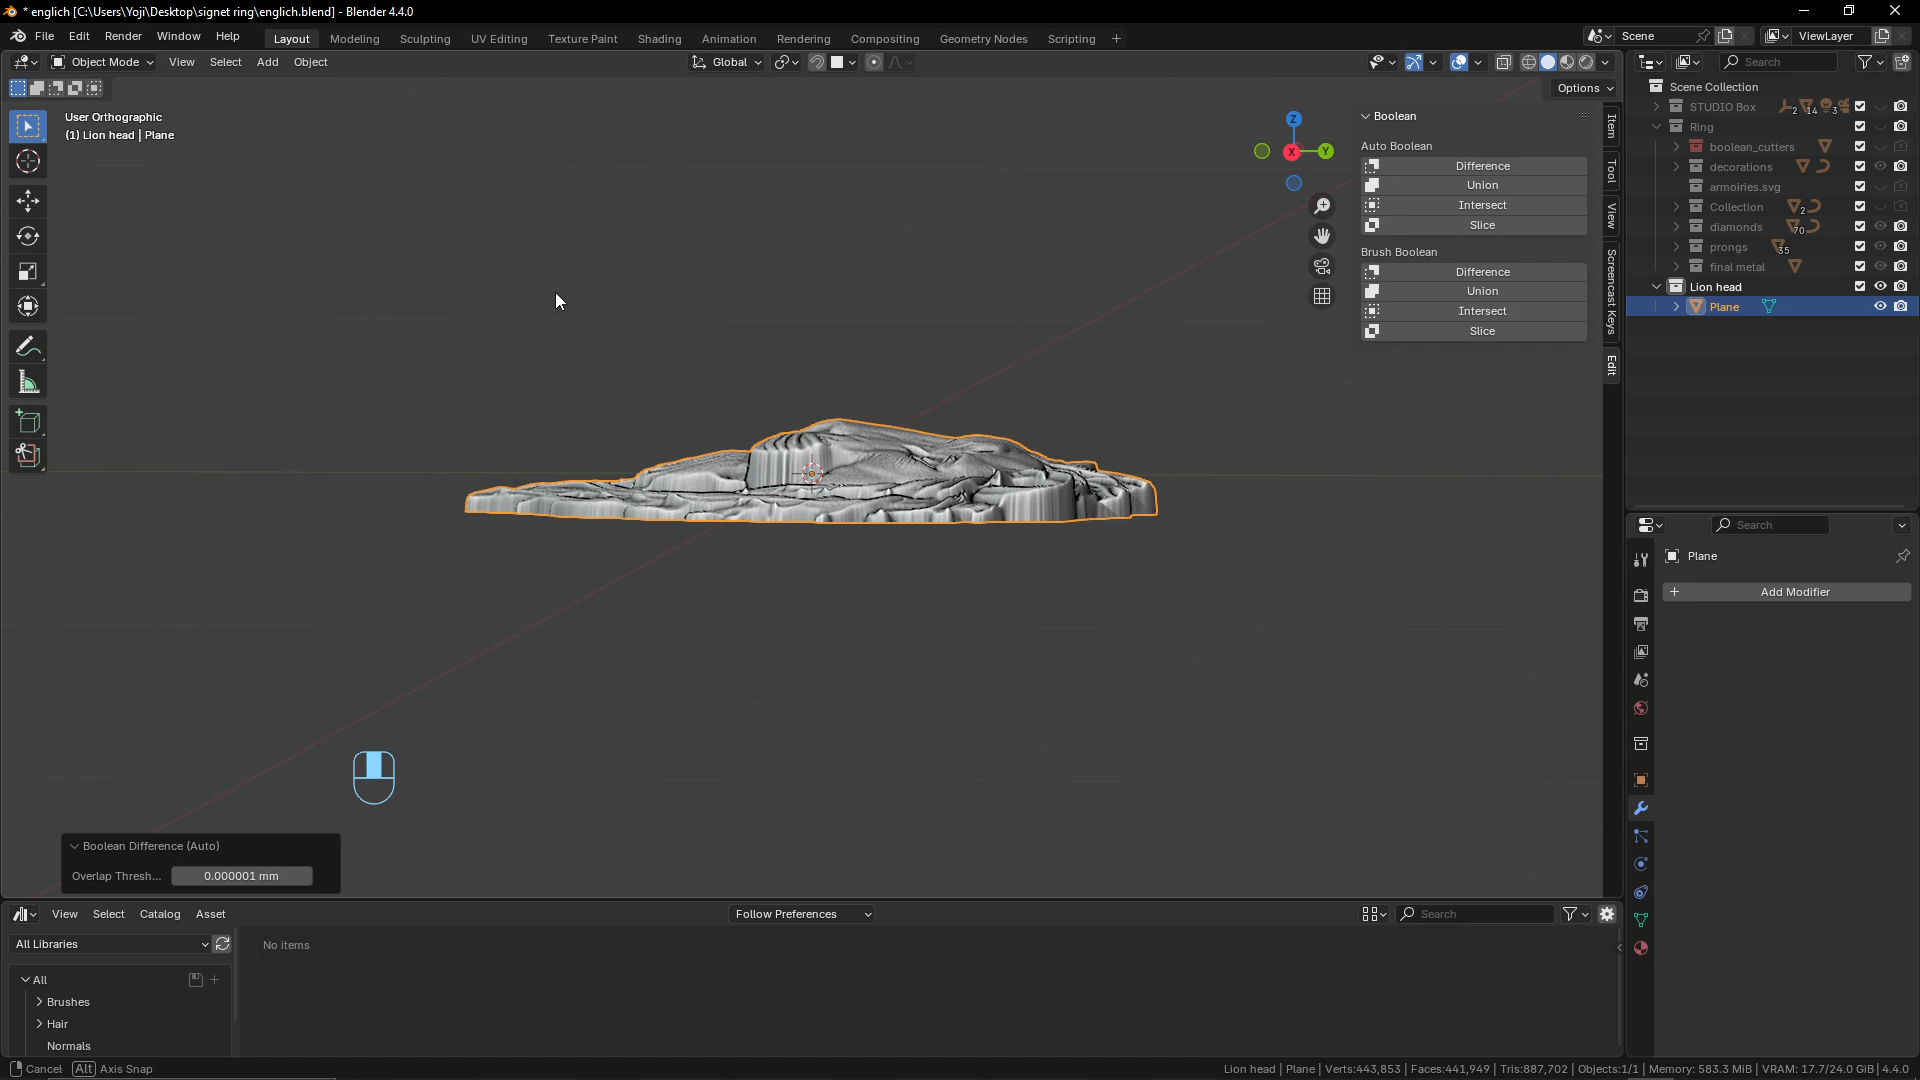 * englich [C:\Users\Yoji\Desktop\signet ring\englich.blend] - Blender 4.4.0
File Edit Render Window Help Layout Modeling Sculpting UV Editing Texture Paint Shading Animation Rendering Compositing Geometry Nodes Scripting + Scene ViewLayer
Object Mode View Select Add Object Global
Options
User Orthographic
(1) Lion head | Plane
Z
X
Y
Boolean
Auto Boolean
Difference
Union
Intersect
Slice
Brush Boolean
Difference
Union
Intersect
Slice
Item
Tool
View
Screencast Keys
Edit
Search
Scene Collection
STUDIO Box 2 14 3
Ring
boolean_cutters
decorations
armoiries.svg
Collection 2
diamonds 70
prongs 35
final metal
Lion head
Plane
Search
Plane
+ Add Modifier
Boolean Difference (Auto)
Overlap Thresh... 0.000001 mm
View Select Catalog Asset Follow Preferences Search
All Libraries
No items
All
Brushes
Hair
Normals
Cancel Alt Axis Snap
Lion head | Plane | Verts:443,853 | Faces:441,949 | Tris:887,702 | Objects:1/1 | Memory: 583.3 MiB | VRAM: 17.7/24.0 GiB | 4.4.0